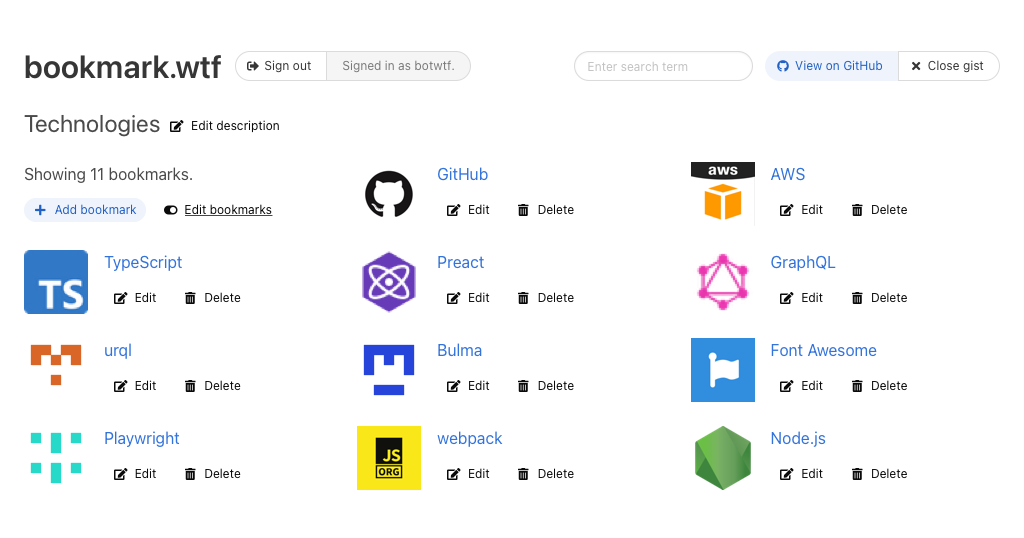 bookmark.wtf Sign out Signed in as botwtf. Enter search term View on GitHub Close gist
Technologies Edit description
Showing 11 bookmarks.
Add bookmark Edit bookmarks
GitHub
Edit Delete
aws
AWS
Edit Delete
TS
TypeScript
Edit Delete
Preact
Edit Delete
GraphQL
Edit Delete
urql
Edit Delete
Bulma
Edit Delete
Font Awesome
Edit Delete
Playwright
Edit Delete
JS
ORG
webpack
Edit Delete
Node.js
Edit Delete